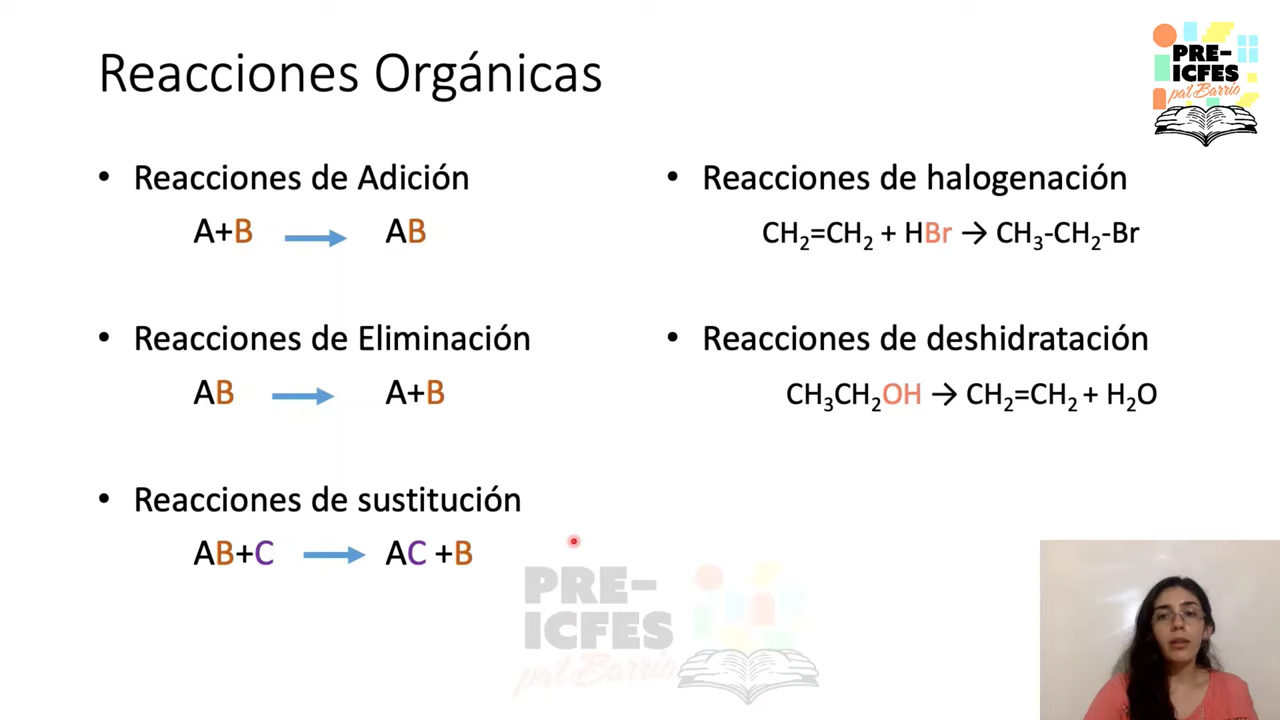 Reacciones Orgánicas
PRE-
ICFES
pa'l Barrio
• Reacciones de Adición
A+B → AB
• Reacciones de Eliminación
AB → A+B
• Reacciones de sustitución
AB+C → AC +B
• Reacciones de halogenación
CH₂=CH₂ + HBr → CH₃-CH₂-Br
• Reacciones de deshidratación
CH₃CH₂OH → CH₂=CH₂ + H₂O
PRE-
ICFES
pa'l Barrio